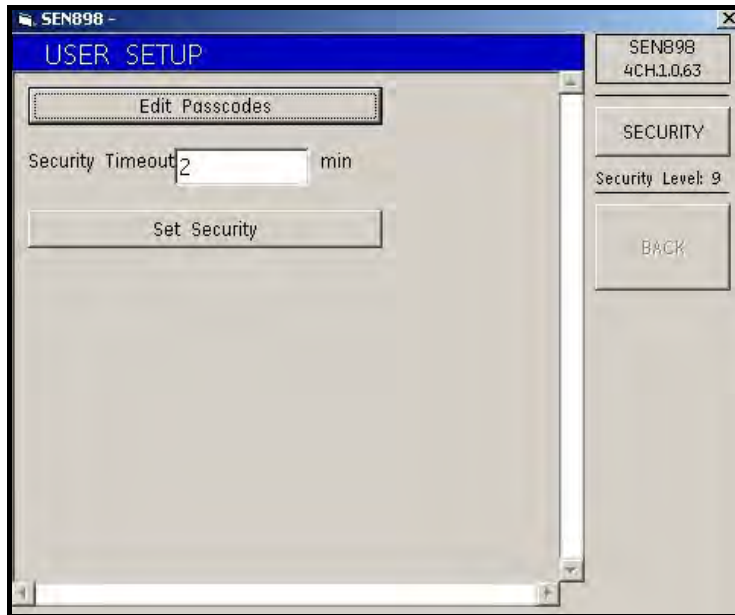 SEN898 -
USER SETUP
SEN898
4CH.1.0.63
Edit Passcodes
SECURITY
Security Timeout 2 min
Security Level: 9
Set Security
BACK